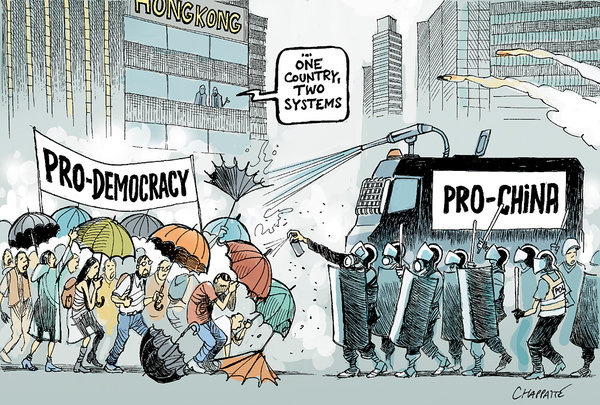 HONGKONG
...ONE
COUNTRY,
TWO
SYSTEMS
PRO-DEMOCRACY
PRO-CHINA
CHAPPATTE